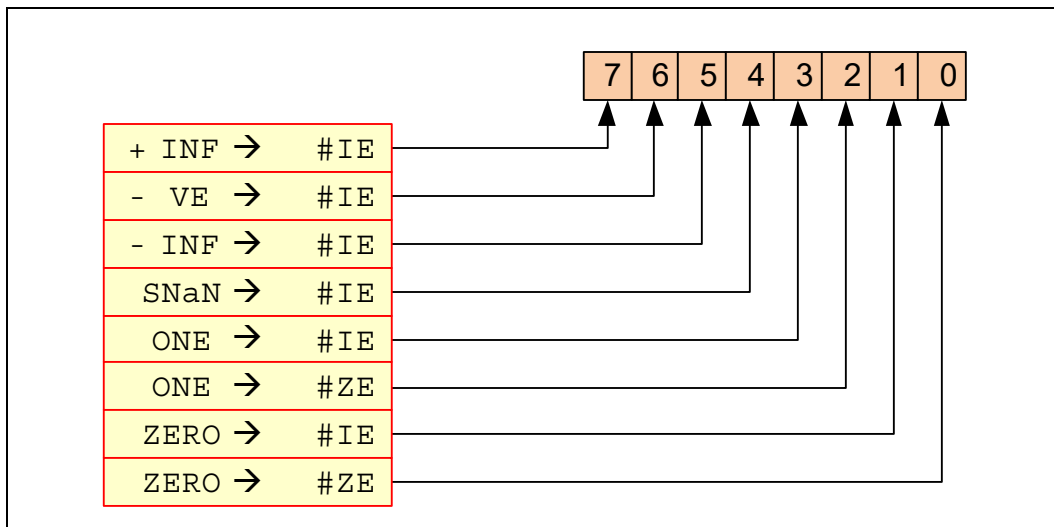 7 6 5 4 3 2 1 0
+ INF → #IE
- VE → #IE
- INF → #IE
SNaN → #IE
ONE → #IE
ONE → #ZE
ZERO → #IE
ZERO → #ZE